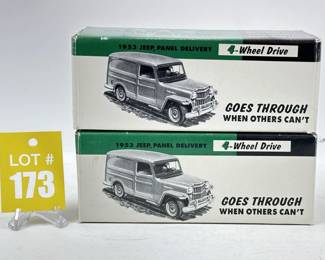 1953 JEEP PANEL DELIVERY 4-Wheel Drive
GOES THROUGH
WHEN OTHERS CAN'T
LOT #
173
1953 JEEP PANEL DELIVERY 4-Wheel Drive
GOES THROUGH
WHEN OTHERS CAN'T